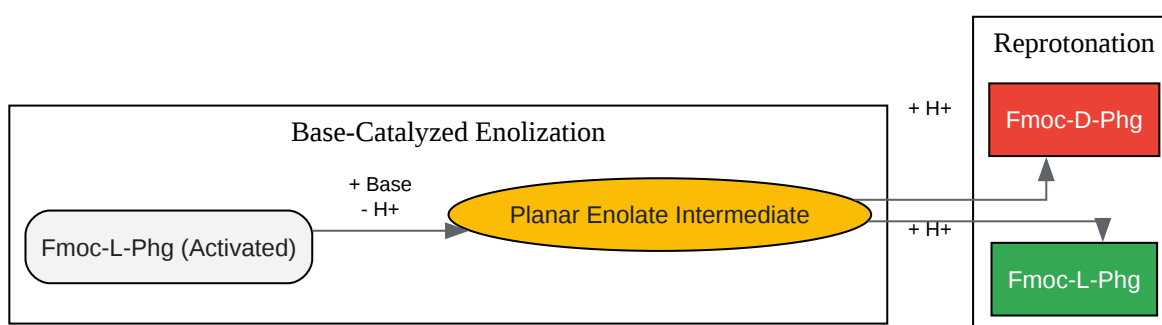 Reprotonation
+ H+
Fmoc-D-Phg
Base-Catalyzed Enolization
+ Base
- H+
Planar Enolate Intermediate
Fmoc-L-Phg (Activated)
+ H+
Fmoc-L-Phg